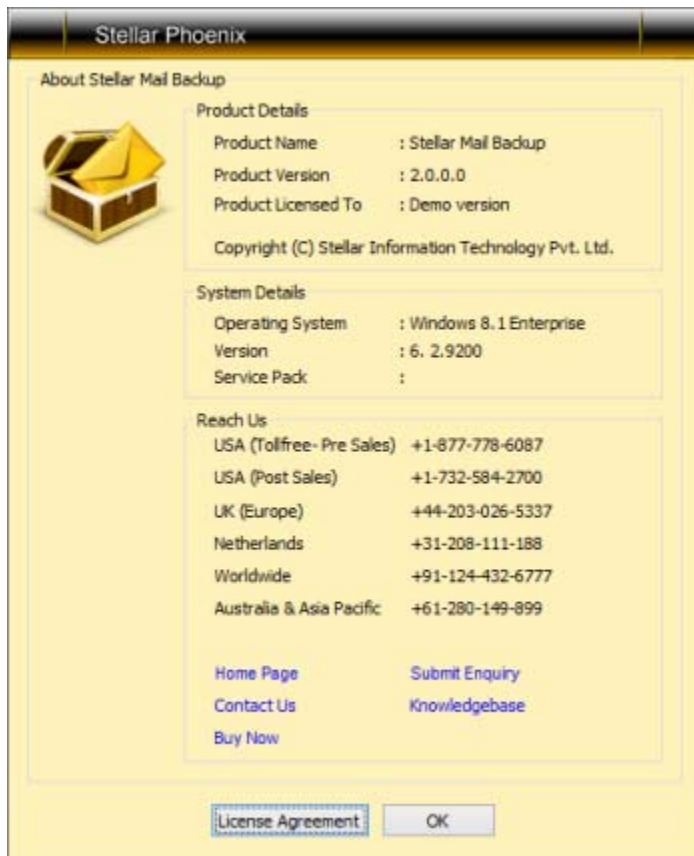 Stellar Phoenix
About Stellar Mail Backup
Product Details
Product Name : Stellar Mail Backup
Product Version : 2.0.0.0
Product Licensed To : Demo version
Copyright (C) Stellar Information Technology Pvt. Ltd.
System Details
Operating System : Windows 8.1 Enterprise
Version : 6. 2.9200
Service Pack :
Reach Us
USA (Tollfree- Pre Sales) +1-877-778-6087
USA (Post Sales) +1-732-584-2700
UK (Europe) +44-203-026-5337
Netherlands +31-208-111-188
Worldwide +91-124-432-6777
Australia & Asia Pacific +61-280-149-899
Home Page Submit Enquiry
Contact Us Knowledgebase
Buy Now
License Agreement OK